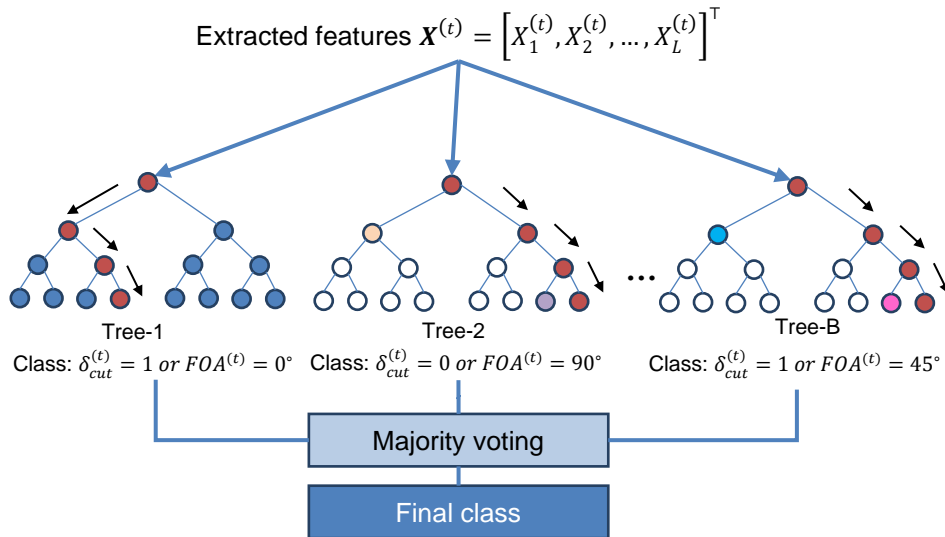 Extracted features 𝑿^(t) = [X_1^(t), X_2^(t), … , X_L^(t)]^T
...
Tree-1 Tree-2 Tree-B
Class: δ_cut^(t) = 1 or FOA^(t) = 0° Class: δ_cut^(t) = 0 or FOA^(t) = 90° Class: δ_cut^(t) = 1 or FOA^(t) = 45°
Majority voting
Final class